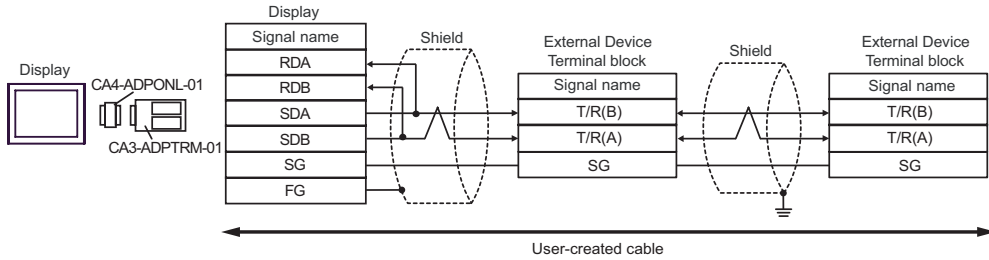 Display
CA4-ADPONL-01
CA3-ADPTRM-01
Display
Signal name
RDA
RDB
SDA
SDB
SG
FG
Shield
External Device
Terminal block
Signal name
T/R(B)
T/R(A)
SG
Shield
External Device
Terminal block
Signal name
T/R(B)
T/R(A)
SG
User-created cable